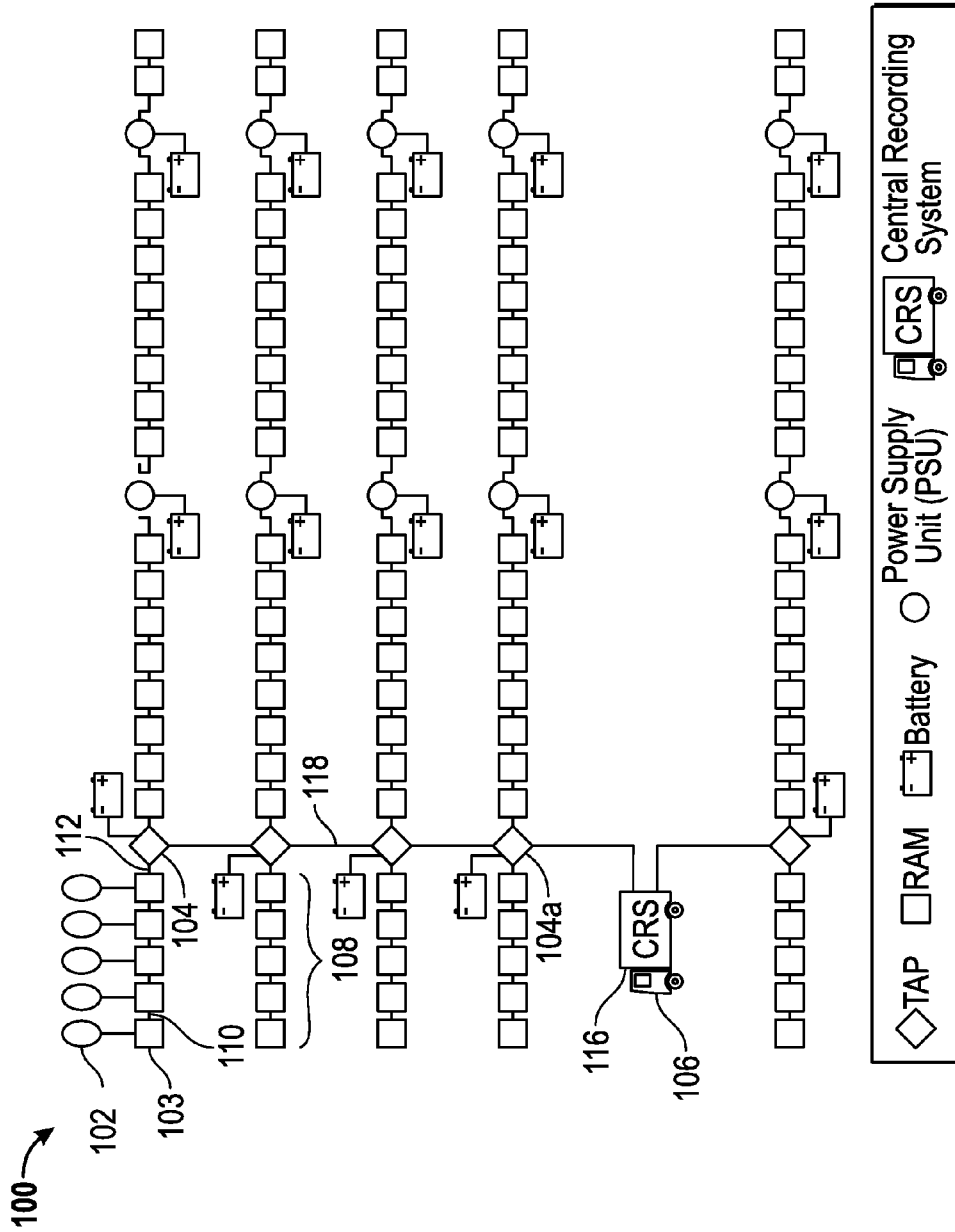 100
102
103
110
112
104
108
118
104a
116
106
CRS
TAP
RAM
Battery
Power Supply
Unit (PSU)
CRS
Central Recording
System